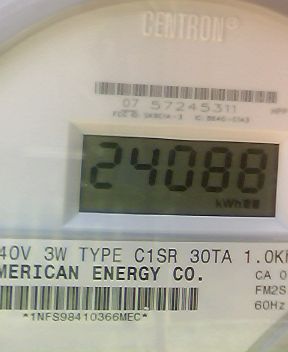 CENTRON®
07 57245311
24088
kWh
40V 3W TYPE C1SR 30TA 1.0K
MERICAN ENERGY CO.
CA 0
FM2S
60Hz
*1NFS98410366MEC*